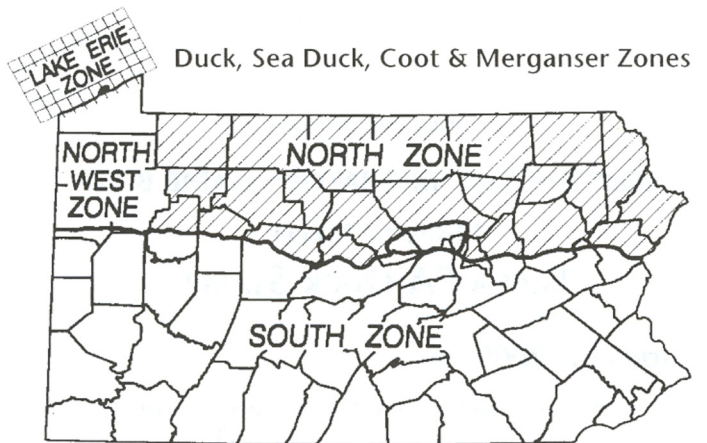 LAKE ERIE
ZONE
Duck, Sea Duck, Coot & Merganser Zones
NORTH
WEST
ZONE
NORTH ZONE
SOUTH ZONE